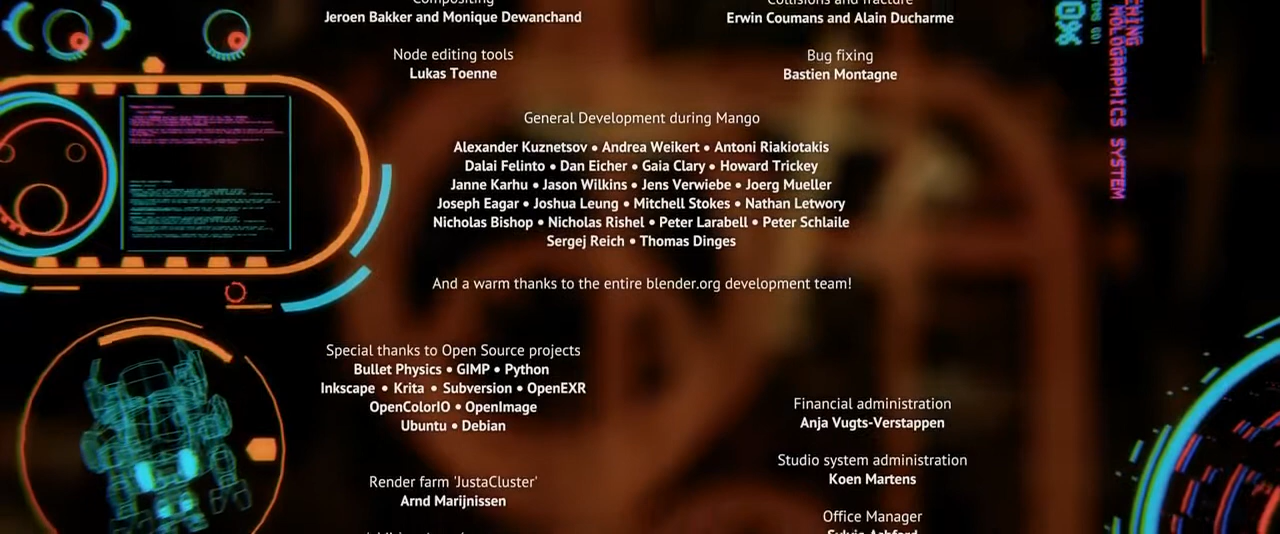 Compositing
Jeroen Bakker and Monique Dewanchand
Collisions and fracture
Erwin Coumans and Alain Ducharme
Node editing tools
Lukas Toenne
Bug fixing
Bastien Montagne
General Development during Mango
Alexander Kuznetsov • Andrea Weikert • Antoni Riakiotakis
Dalai Felinto • Dan Eicher • Gaia Clary • Howard Trickey
Janne Karhu • Jason Wilkins • Jens Verwiebe • Joerg Mueller
Joseph Eagar • Joshua Leung • Mitchell Stokes • Nathan Letwory
Nicholas Bishop • Nicholas Rishel • Peter Larabell • Peter Schlaile
Sergej Reich • Thomas Dinges
And a warm thanks to the entire blender.org development team!
Special thanks to Open Source projects
Bullet Physics • GIMP • Python
Inkscape • Krita • Subversion • OpenEXR
OpenColorIO • OpenImage
Ubuntu • Debian
Render farm 'JustaCluster'
Arnd Marijnissen
Financial administration
Anja Vugts-Verstappen
Studio system administration
Koen Martens
Office Manager
HOLOGRAPHICS SYSTEM